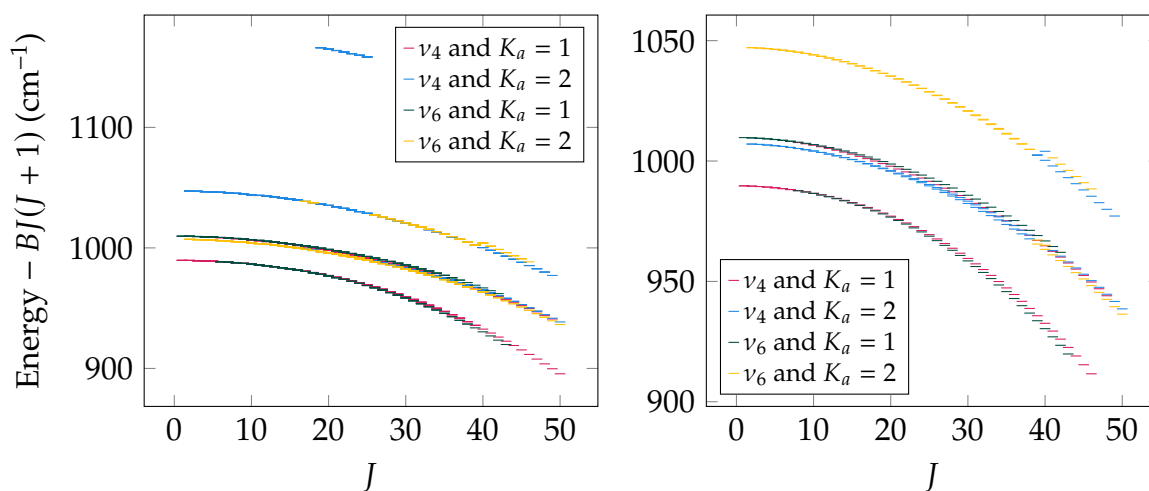 Energy − BJ(J + 1) (cm⁻¹)
1100
1000
900
0 10 20 30 40 50
J
ν₄ and Kₐ = 1
ν₄ and Kₐ = 2
ν₆ and Kₐ = 1
ν₆ and Kₐ = 2
1050
1000
950
900
0 10 20 30 40 50
J
ν₄ and Kₐ = 1
ν₄ and Kₐ = 2
ν₆ and Kₐ = 1
ν₆ and Kₐ = 2